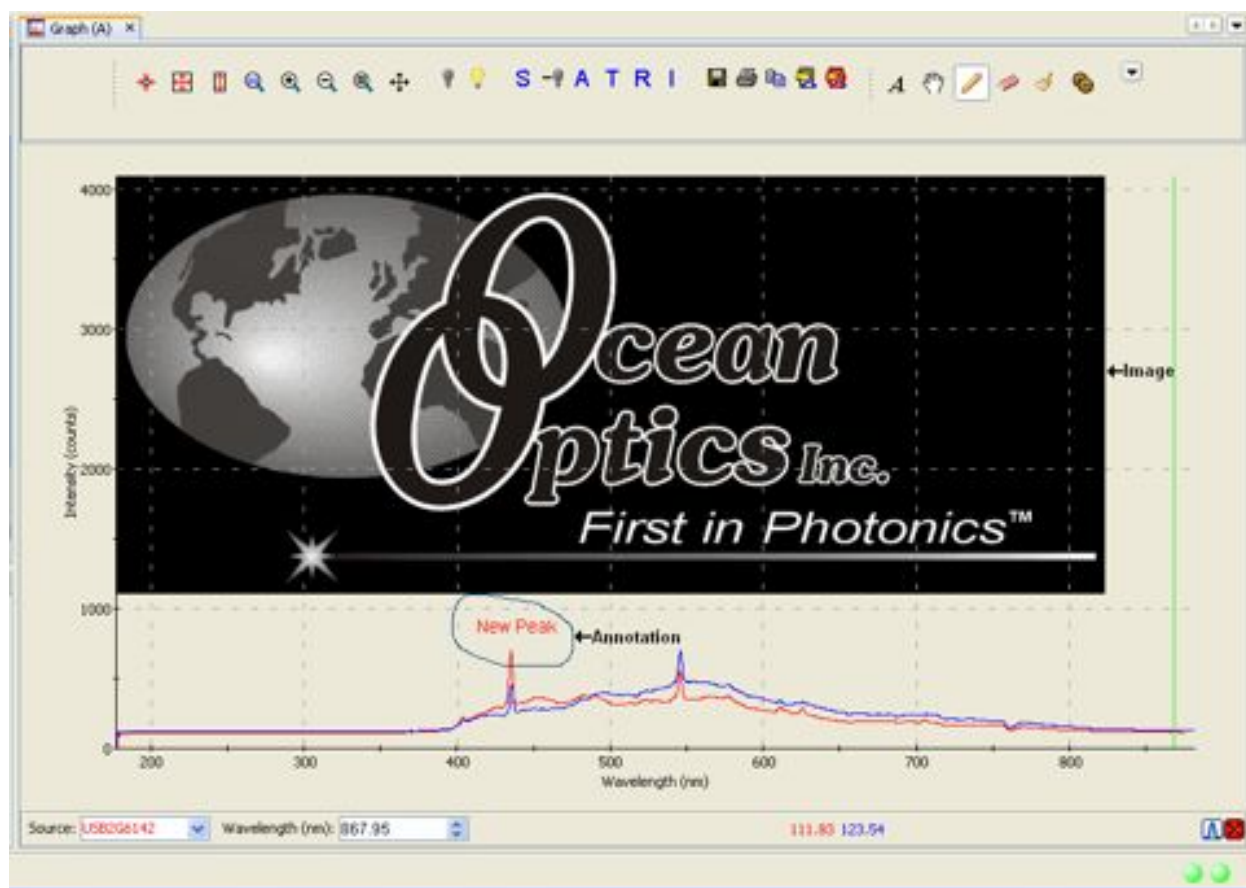 Graph (A)
S A T R I
A
4000
3000
2000
1000
0
Intensity (counts)
Ocean
Optics Inc.
First in Photonics™
←Image
New Peak
←Annotation
200 300 400 500 600 700 800
Wavelength (nm)
Source: USB2G6142 Wavelength (nm): 867.95 111.83 123.54